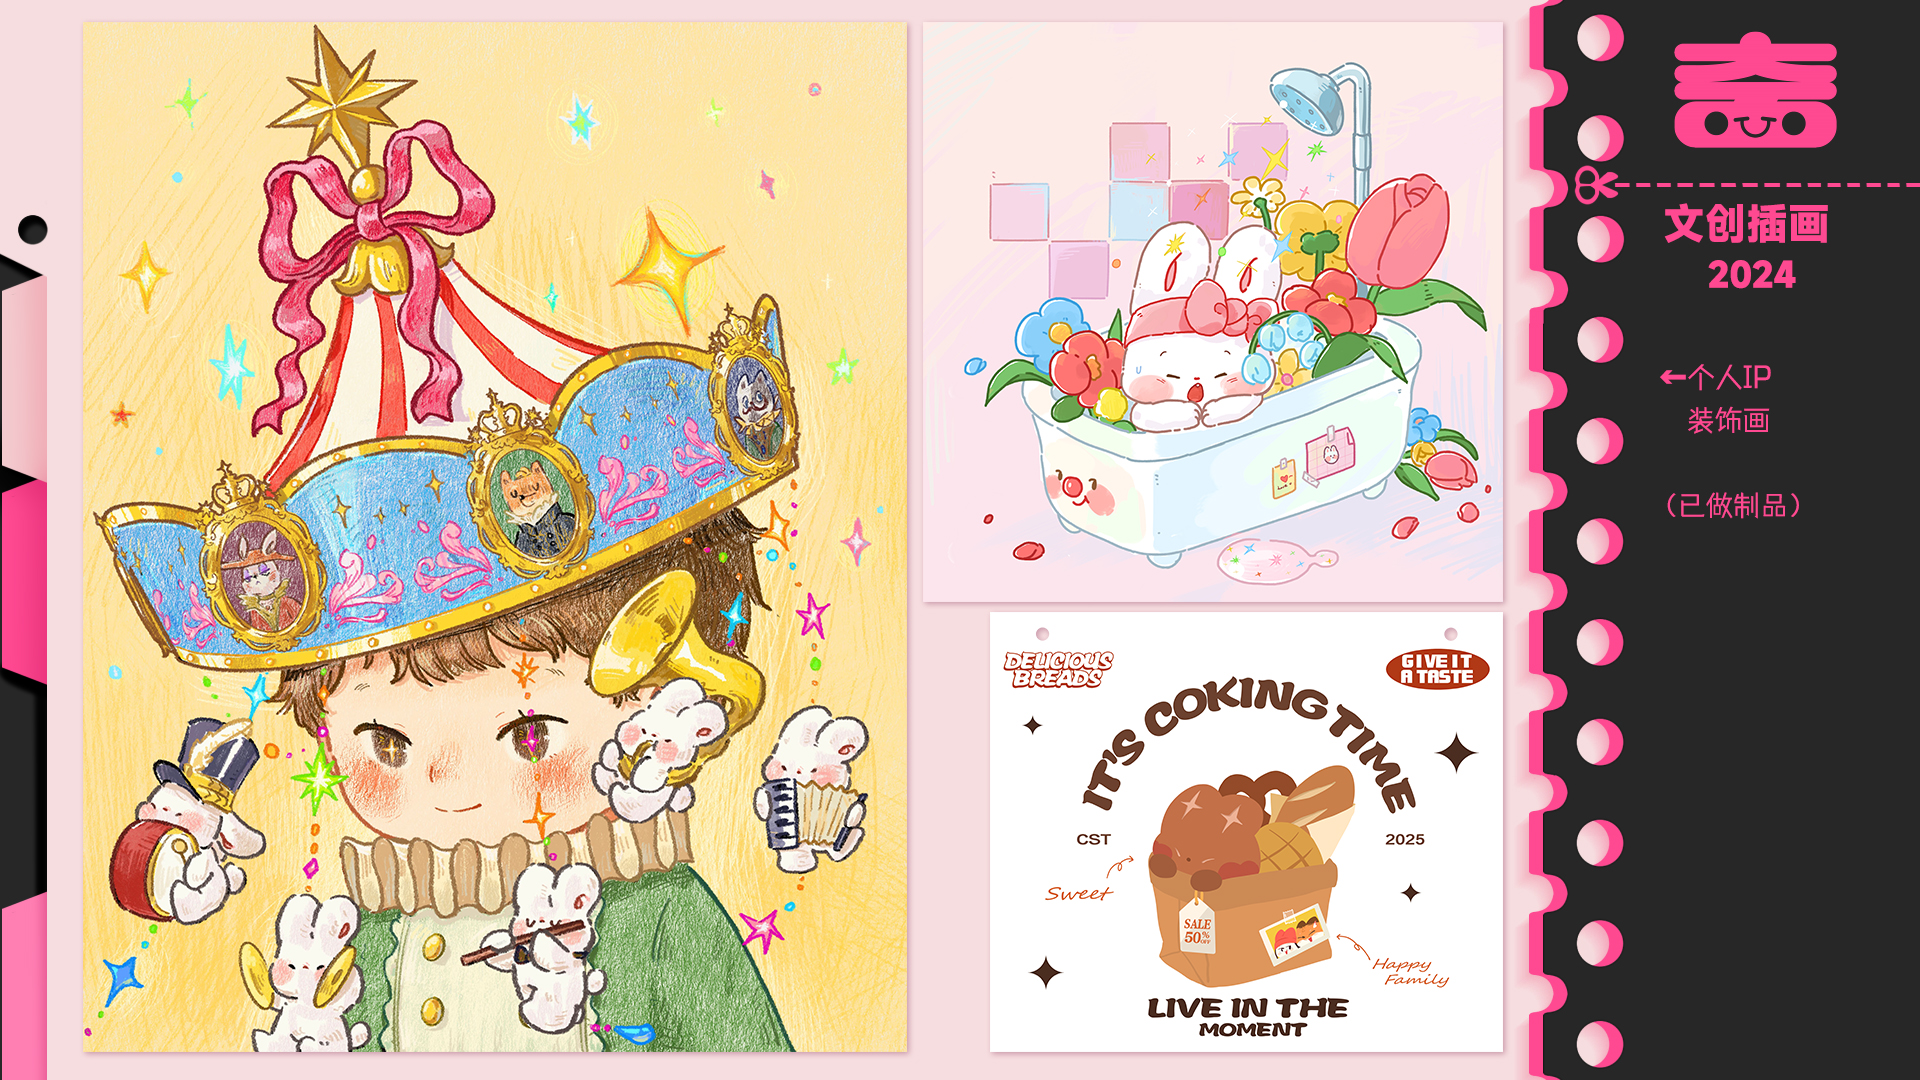 DELICIOUS
BREADS
GIVE IT
A TASTE
IT'S COKING TIME
CST
2025
Sweet
SALE
50%
OFF
Happy
Family
LIVE IN THE
MOMENT
文创插画
2024
←个人IP
装饰画
（已做制品）